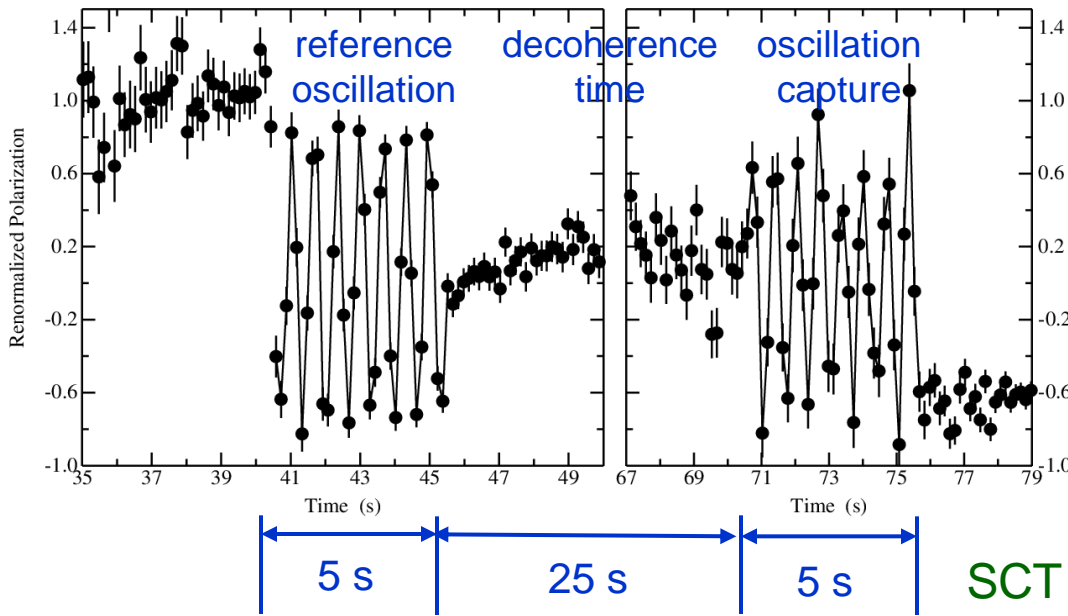 reference oscillation
decoherence time
oscillation capture
1.4
1.0
0.6
0.2
-0.2
-0.6
-1.0
Renormalized Polarization
1.4
1.0
0.6
0.2
-0.2
-0.6
-1.0
35 37 39 41 43 45 47 49
67 69 71 73 75 77 79
Time (s)
Time (s)
5 s
25 s
5 s
SCT